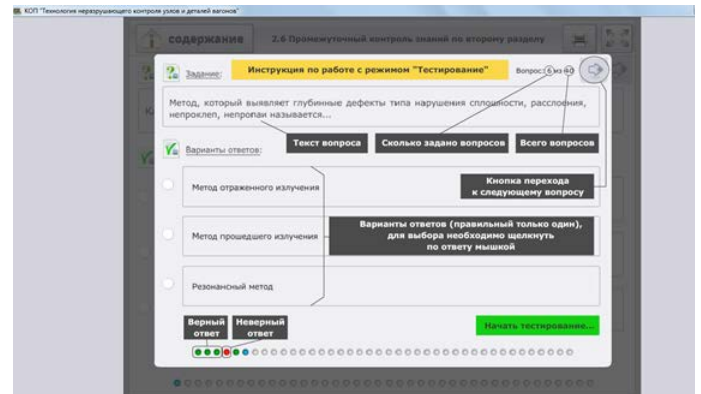 КОП "Технология неразрушающего контроля узлов и деталей вагонов"
содержание
2.6 Промежуточный контроль знаний по второму разделу
Задание:
Инструкция по работе с режимом "Тестирование"
Вопрос: 6 из 40
Метод, который выявляет глубинные дефекты типа нарушения сплошности, расслоения,
непроклеп, непропаи называется...
Текст вопроса
Сколько задано вопросов
Всего вопросов
Варианты ответов:
Кнопка перехода
к следующему вопросу
Метод отраженного излучения
Варианты ответов (правильный только один),
для выбора необходимо щелкнуть
по ответу мышкой
Метод прошедшего излучения
Резонансный метод
Верный
ответ
Неверный
ответ
Начать тестирование...